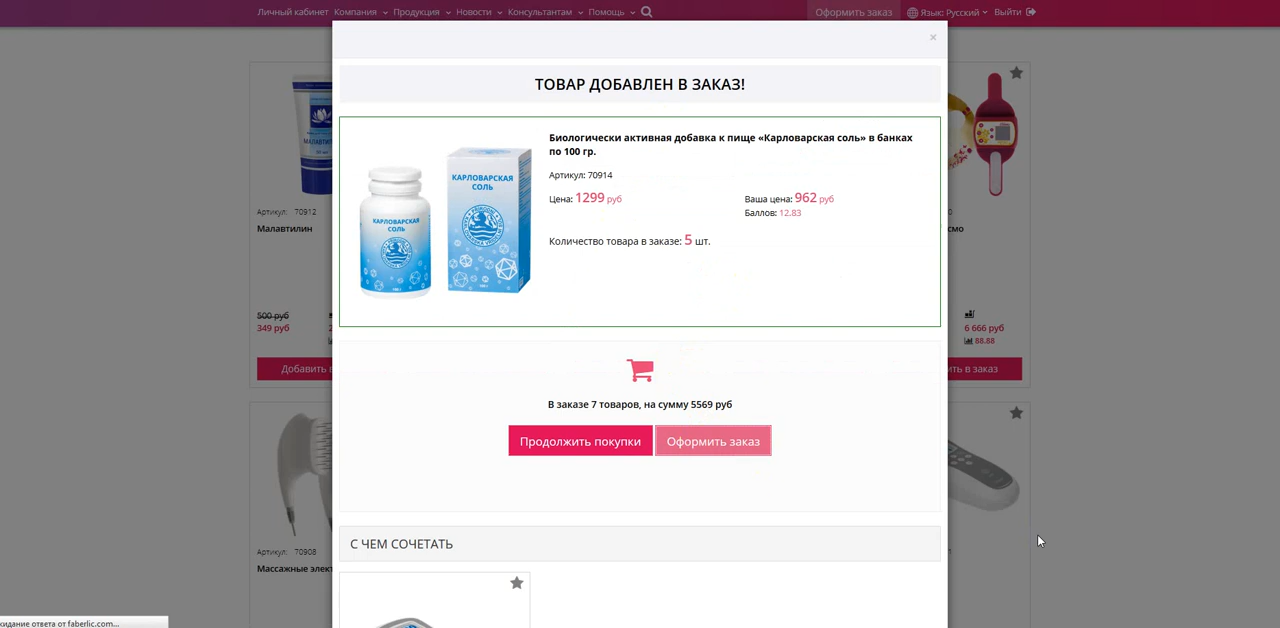 Личный кабинет Компания Продукция Новости Консультантам Помощь Оформить заказ Язык: Русский Выйти
×
ТОВАР ДОБАВЛЕН В ЗАКАЗ!
Биологически активная добавка к пище «Карловарская соль» в банках
по 100 гр.
Артикул: 70914
Цена: 1299 руб Ваша цена: 962 руб
Баллов: 12.83
Количество товара в заказе: 5 шт.
КАРЛОВАРСКАЯ
СОЛЬ
КАРЛОВАРСКАЯ
СОЛЬ
Артикул: 70912
Малавтилин
500 руб
349 руб
6 666 руб
88.88
Добавить в
ить в заказ
В заказе 7 товаров, на сумму 5569 руб
Продолжить покупки Оформить заказ
С ЧЕМ СОЧЕТАТЬ
Артикул: 70908
Массажные элект
идание ответа от faberlic.com...